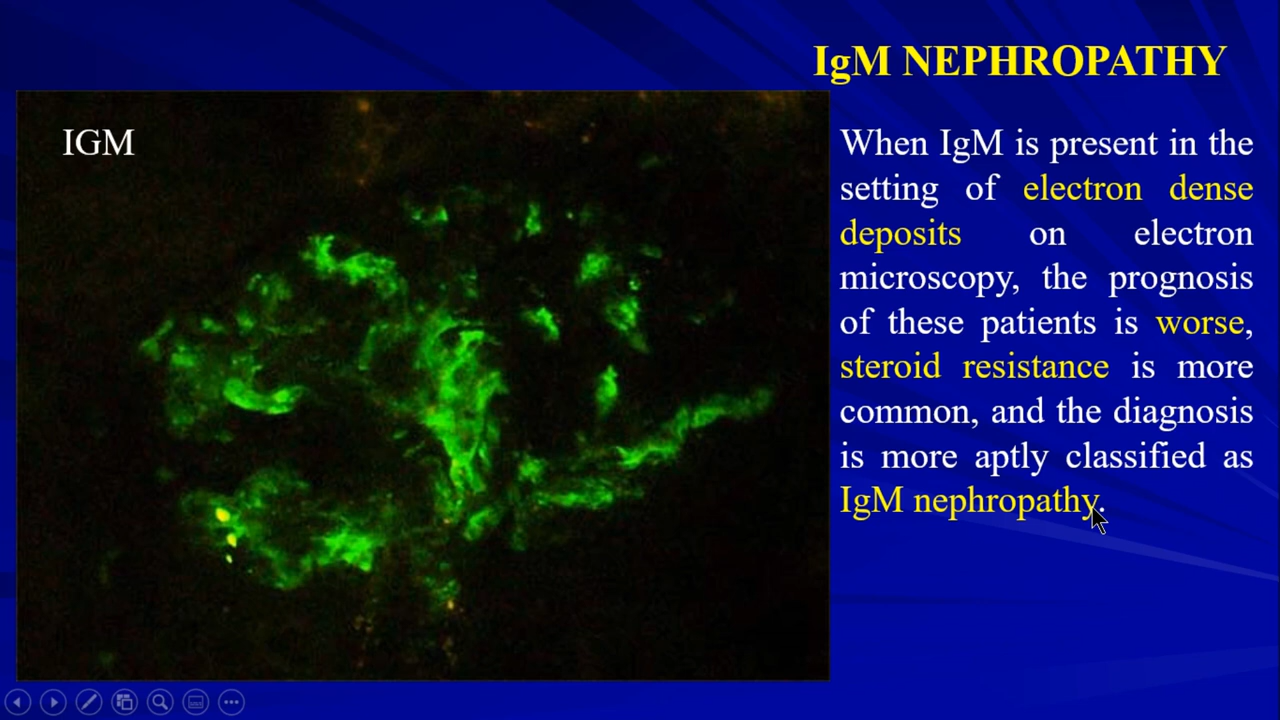 IgM NEPHROPATHY
IGM
When IgM is present in the
setting of electron dense
deposits on electron
microscopy, the prognosis
of these patients is worse,
steroid resistance is more
common, and the diagnosis
is more aptly classified as
IgM nephropathy.